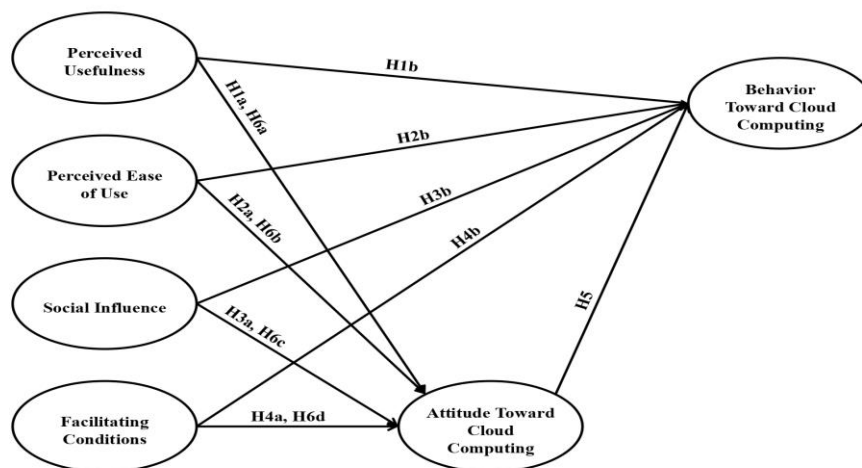 Perceived
Usefulness
H1b
Behavior
Toward Cloud
Computing
H1a, H6a
H2b
Perceived Ease
of Use
H2a, H6b
H3b
H4b
Social Influence
H3a, H6c
H5
Facilitating
Conditions
H4a, H6d
Attitude Toward
Cloud
Computing